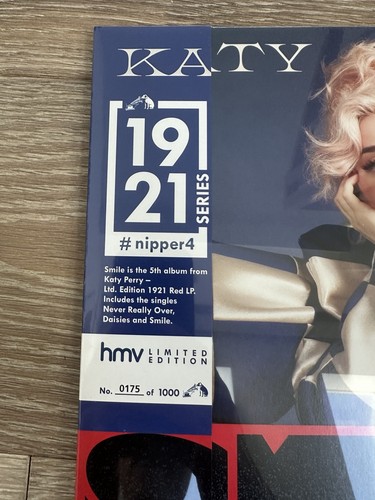 KATY
19
21
SERIES
#nipper4
Smile is the 5th album from
Katy Perry –
Ltd. Edition 1921 Red LP.
Includes the singles
Never Really Over,
Daisies and Smile.
hmv LIMITED
EDITION
No. 0175 of 1000